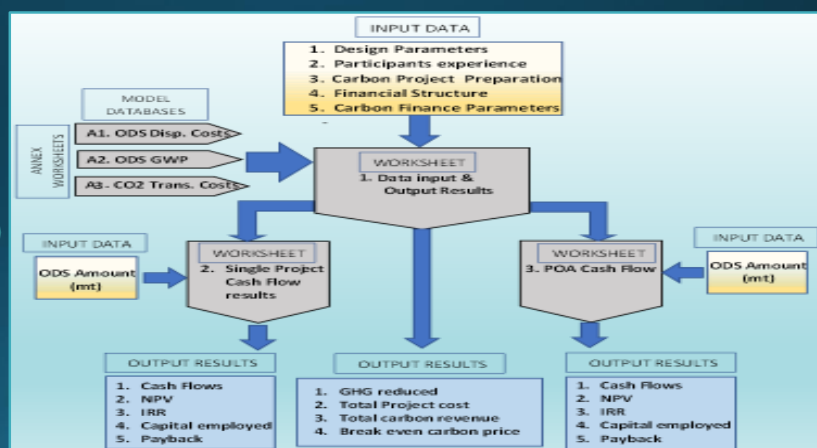 INPUT DATA
1. Design Parameters
2. Participants experience
3. Carbon Project Preparation
4. Financial Structure
5. Carbon Finance Parameters
MODEL
DATABASES
ANNEX
WORKSHEETS
A1. ODS Disp. Costs
A2. ODS GWP
A3. CO2 Trans. Costs
WORKSHEET
1. Data input &
Output Results
INPUT DATA
ODS Amount
(mt)
WORKSHEET
2. Single Project
Cash Flow
results
WORKSHEET
3. POA Cash Flow
INPUT DATA
ODS Amount
(mt)
OUTPUT RESULTS
1. Cash Flows
2. NPV
3. IRR
4. Capital employed
5. Payback
OUTPUT RESULTS
1. GHG reduced
2. Total Project cost
3. Total carbon revenue
4. Break even carbon price
OUTPUT RESULTS
1. Cash Flows
2. NPV
3. IRR
4. Capital employed
5. Payback